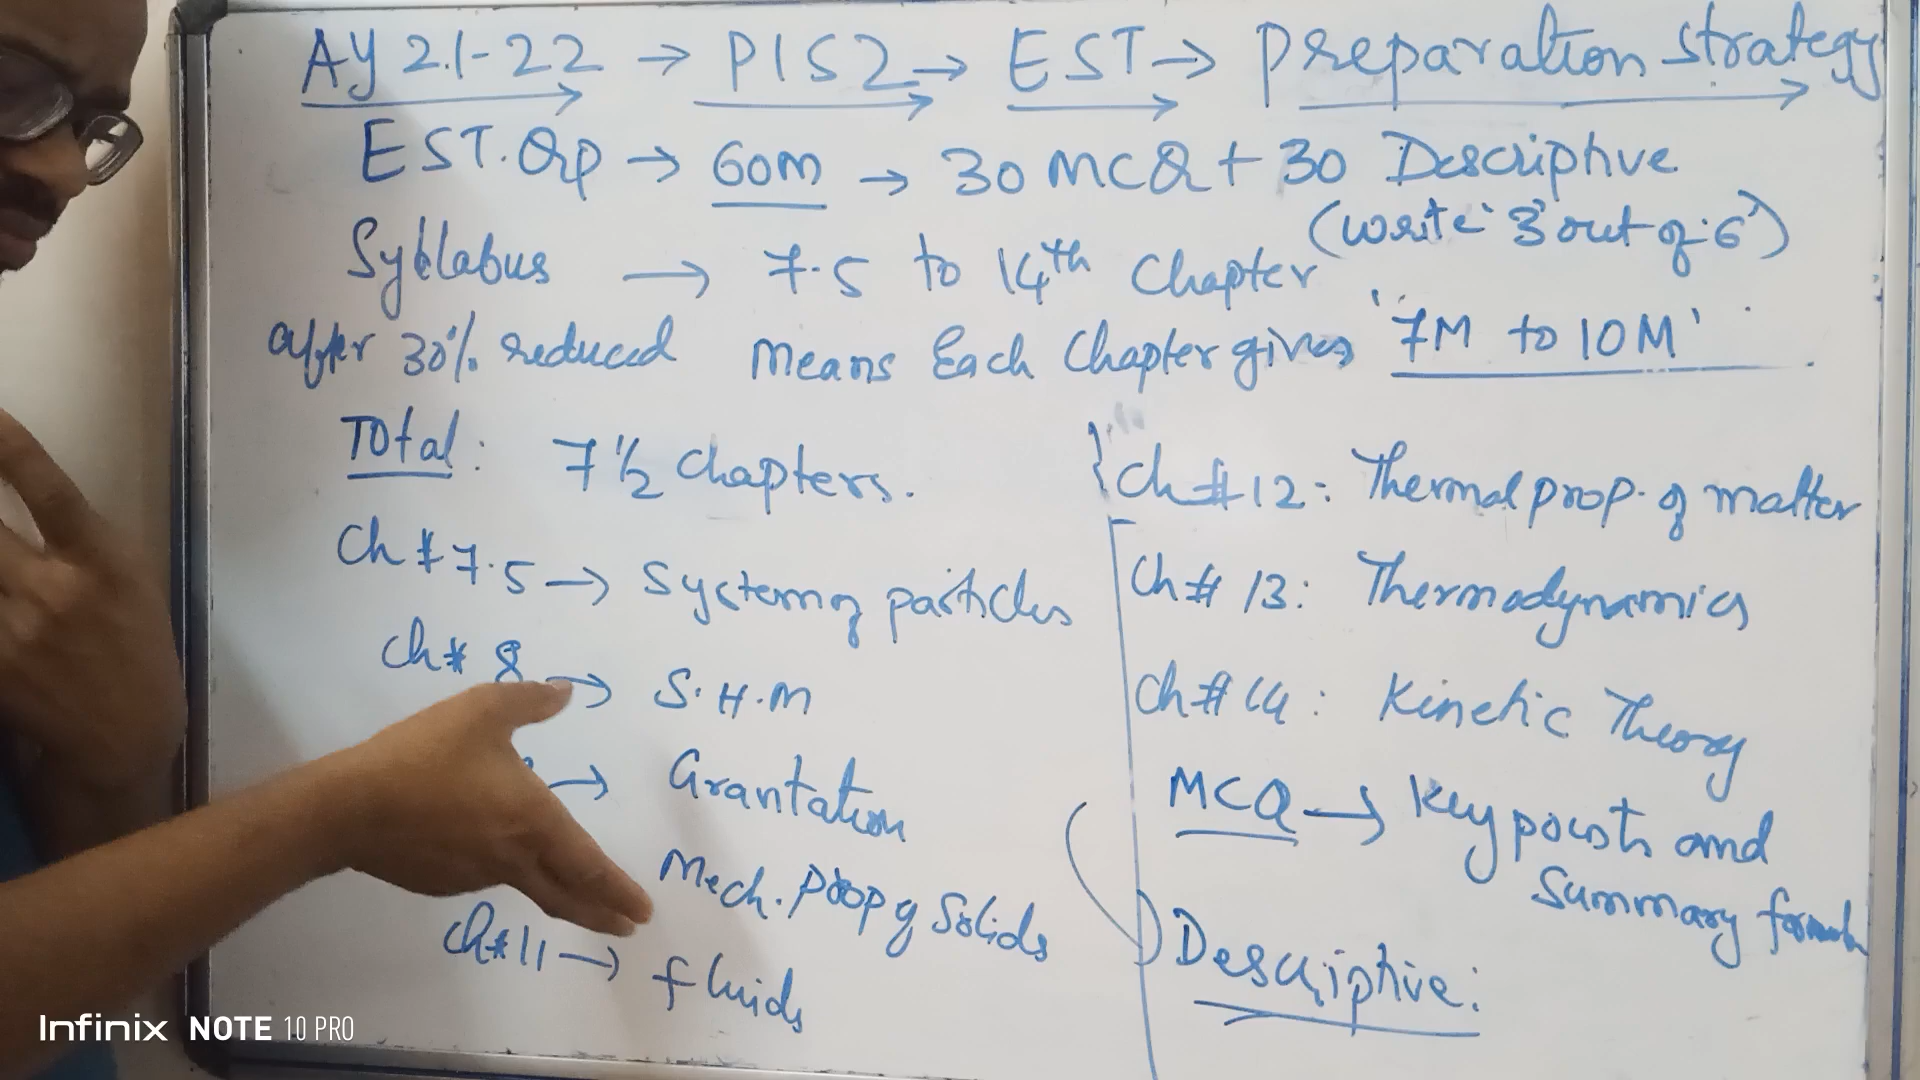 AY 21-22 → P1S2 → EST → Preparation strategy
EST. Qp → 60m → 30 MCQ + 30 Descriptive
(write '3' out of '6')
Syllabus → 7.5 to 14th Chapter
after 30% reduced means Each Chapter gives '7M to 10M'
Total: 7 1/2 chapters.
Ch # 7.5 → System of particles
Ch # 8 → S.H.M
→ Gravitation
Mech. Prop of Solids
Ch # 11 → fluids
Ch # 12: Thermal prop. of matter
Ch # 13: Thermodynamics
Ch # 14: Kinetic Theory
MCQ → Key points and
Summary
Descriptive:
Infinix NOTE 10 PRO